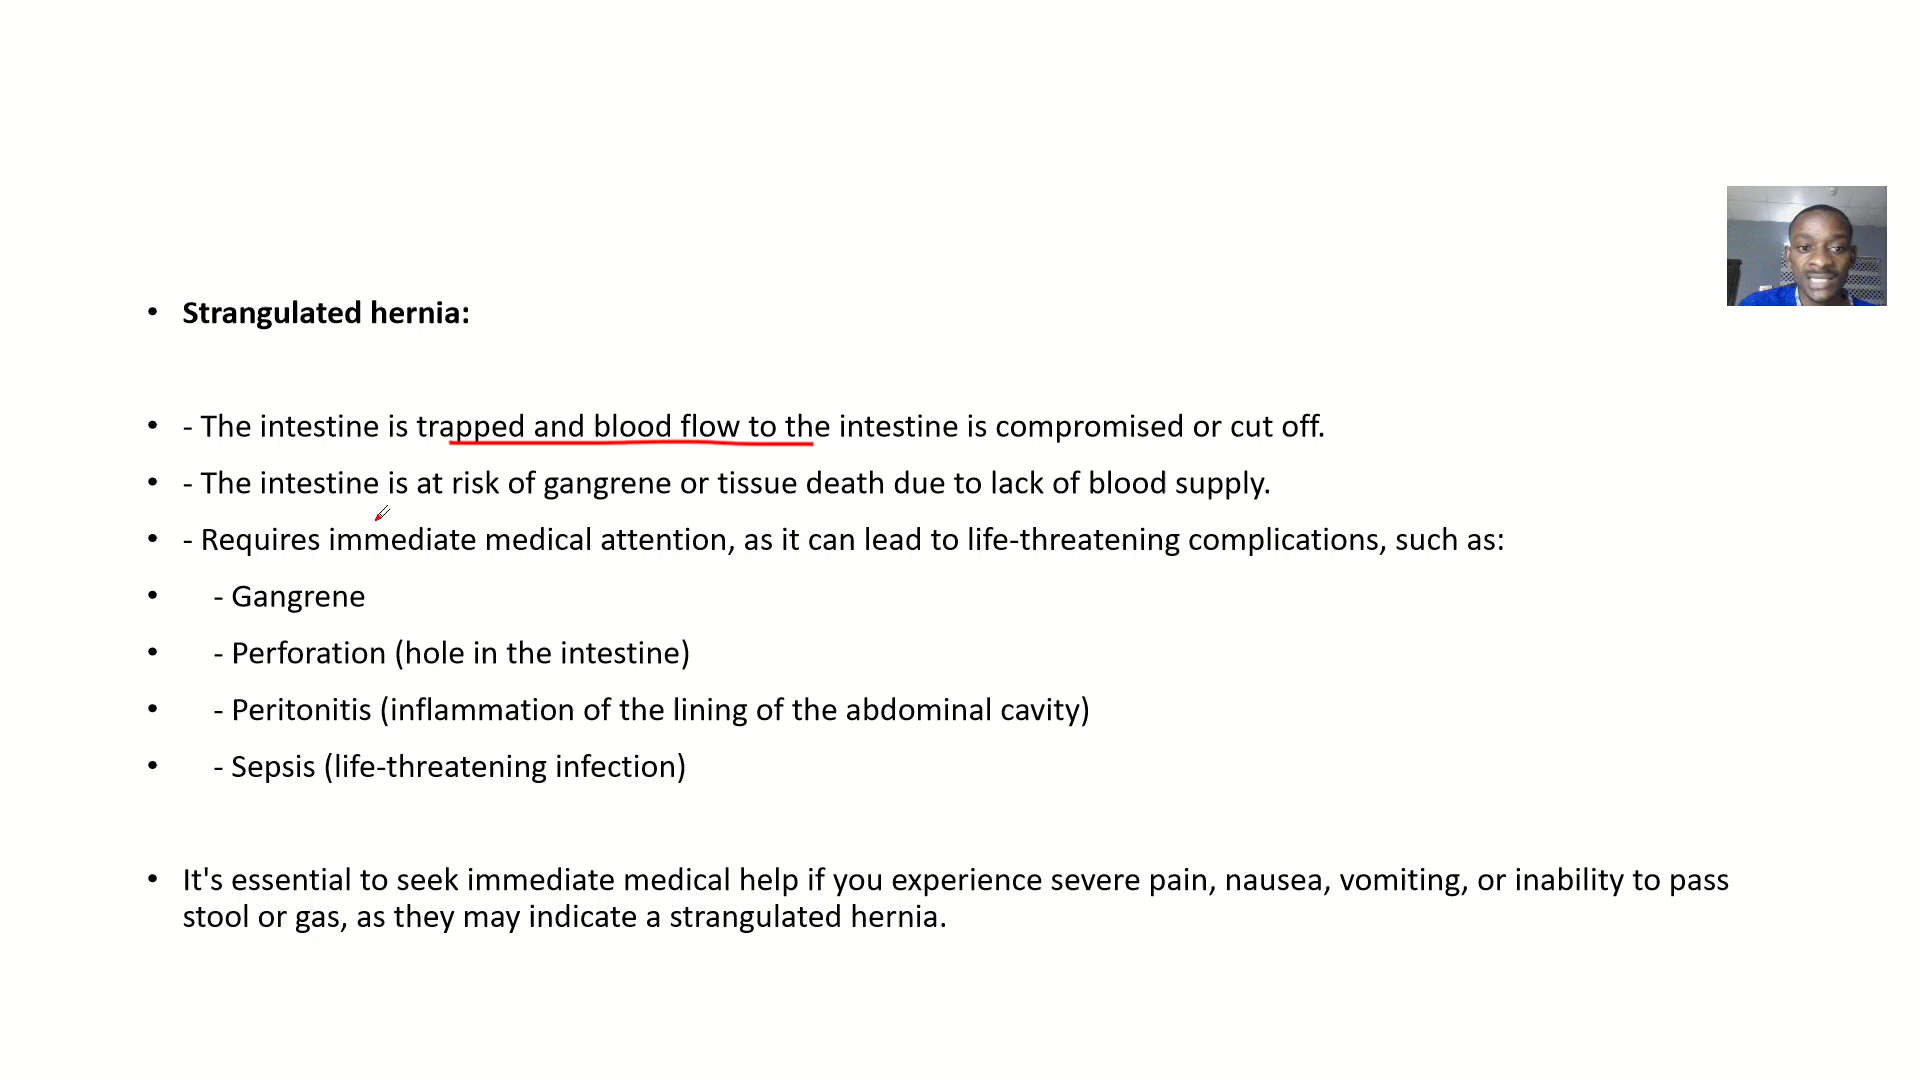 • Strangulated hernia:
• - The intestine is trapped and blood flow to the intestine is compromised or cut off.
• - The intestine is at risk of gangrene or tissue death due to lack of blood supply.
• - Requires immediate medical attention, as it can lead to life-threatening complications, such as:
• - Gangrene
• - Perforation (hole in the intestine)
• - Peritonitis (inflammation of the lining of the abdominal cavity)
• - Sepsis (life-threatening infection)
• It's essential to seek immediate medical help if you experience severe pain, nausea, vomiting, or inability to pass
stool or gas, as they may indicate a strangulated hernia.